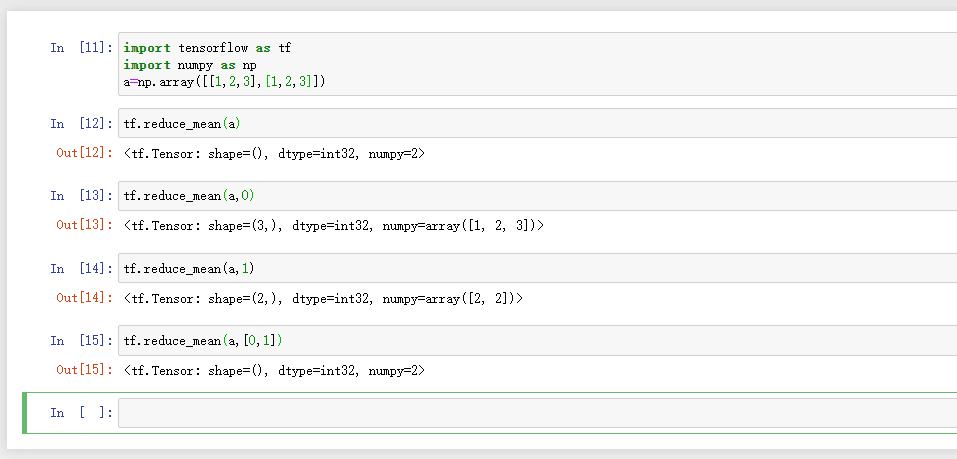 In [11]: import tensorflow as tf
import numpy as np
a=np.array([[1,2,3],[1,2,3]])
In [12]: tf.reduce_mean(a)
Out[12]: <tf.Tensor: shape=(), dtype=int32, numpy=2>
In [13]: tf.reduce_mean(a,0)
Out[13]: <tf.Tensor: shape=(3,), dtype=int32, numpy=array([1, 2, 3])>
In [14]: tf.reduce_mean(a,1)
Out[14]: <tf.Tensor: shape=(2,), dtype=int32, numpy=array([2, 2])>
In [15]: tf.reduce_mean(a,[0,1])
Out[15]: <tf.Tensor: shape=(), dtype=int32, numpy=2>
In [ ]: